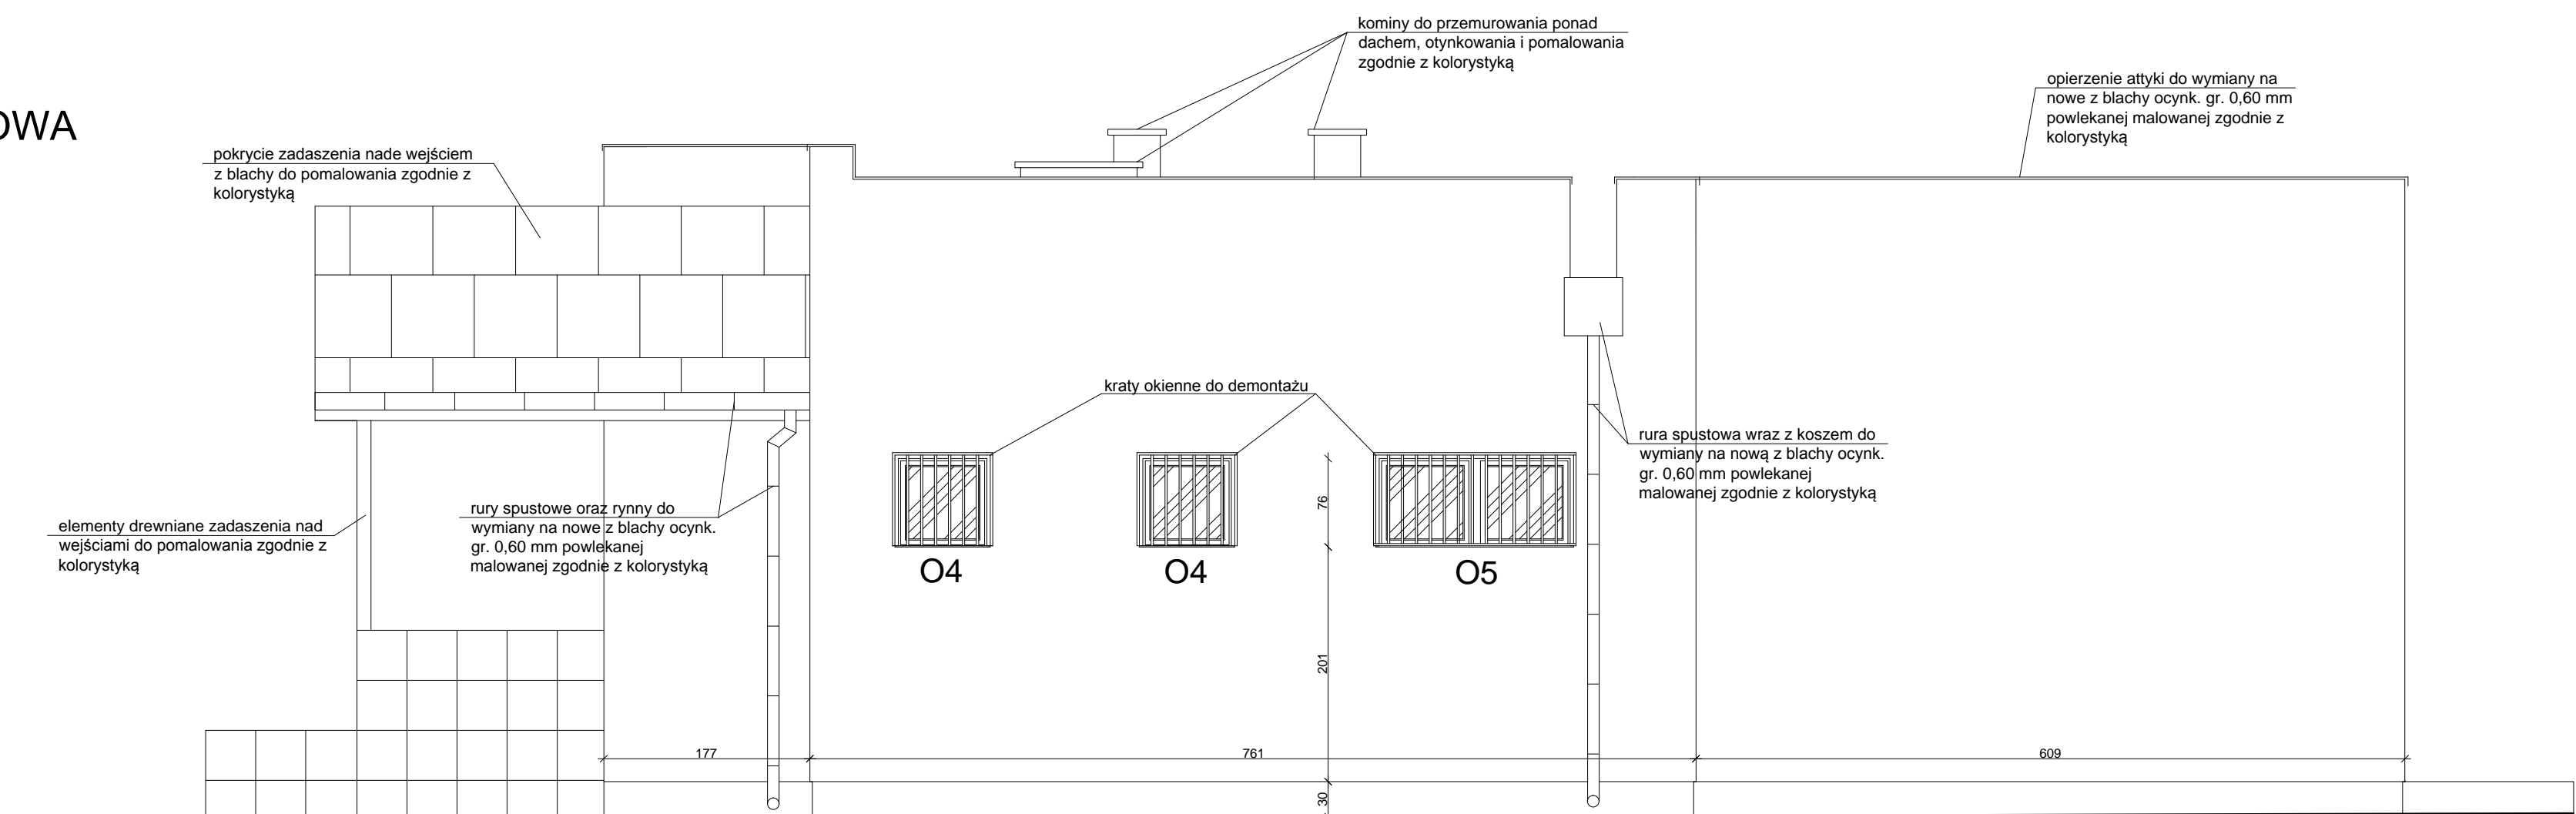 kominy do przemurowania ponad
dachem, otynkowania i pomalowania
zgodnie z kolorystyką
opierzenie attyki do wymiany na
nowe z blachy ocynk. gr. 0,60 mm
powlekanej malowanej zgodnie z
kolorystyką
OWA
pokrycie zadaszenia nade wejściem
z blachy do pomalowania zgodnie z
kolorystyką
kraty okienne do demontażu
rura spustowa wraz z koszem do
wymiany na nową z blachy ocynk.
gr. 0,60 mm powlekanej
malowanej zgodnie z kolorystyką
rury spustowe oraz rynny do
wymiany na nowe z blachy ocynk.
gr. 0,60 mm powlekanej
malowanej zgodnie z kolorystyką
elementy drewniane zadaszenia nad
wejściami do pomalowania zgodnie z
kolorystyką
76
O4
O4
O5
201
177
761
609
30